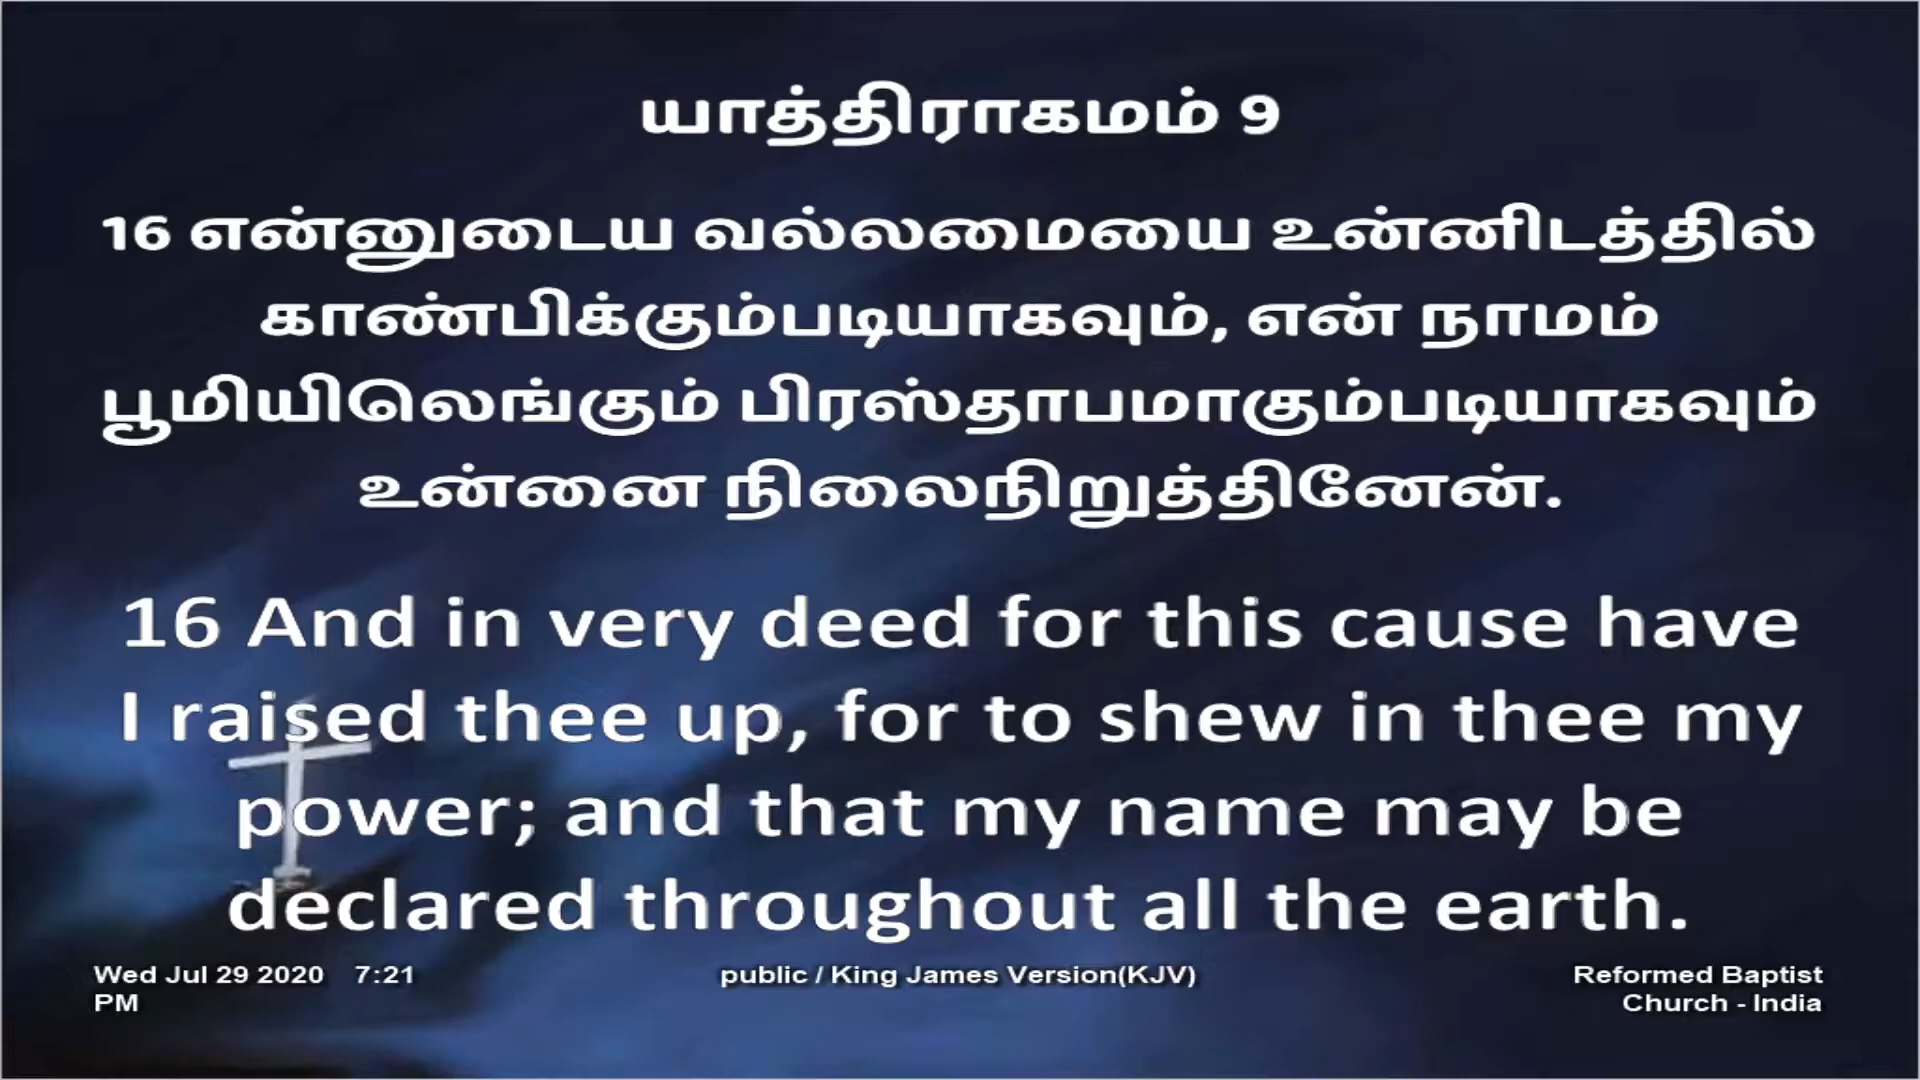 யாத்திராகமம் 9
16 என்னுடைய வல்லமையை உன்னிடத்தில்
காண்பிக்கும்படியாகவும், என் நாமம்
பூமியிலெங்கும் பிரஸ்தாபமாகும்படியாகவும்
உன்னை நிலைநிறுத்தினேன்.
16 And in very deed for this cause have
I raised thee up, for to shew in thee my
power; and that my name may be
declared throughout all the earth.
Wed Jul 29 2020 7:21
PM
public / King James Version(KJV)
Reformed Baptist
Church - India